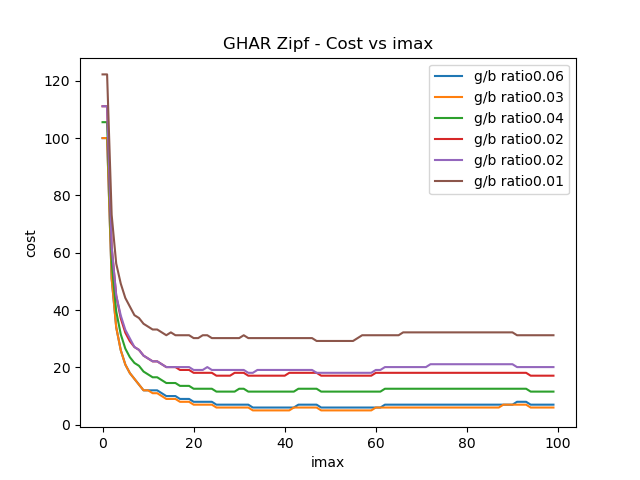 GHAR Zipf - Cost vs imax
g/b ratio0.06
g/b ratio0.03
g/b ratio0.04
g/b ratio0.02
g/b ratio0.02
g/b ratio0.01
cost
120
100
80
60
40
20
0
0 20 40 60 80 100
imax